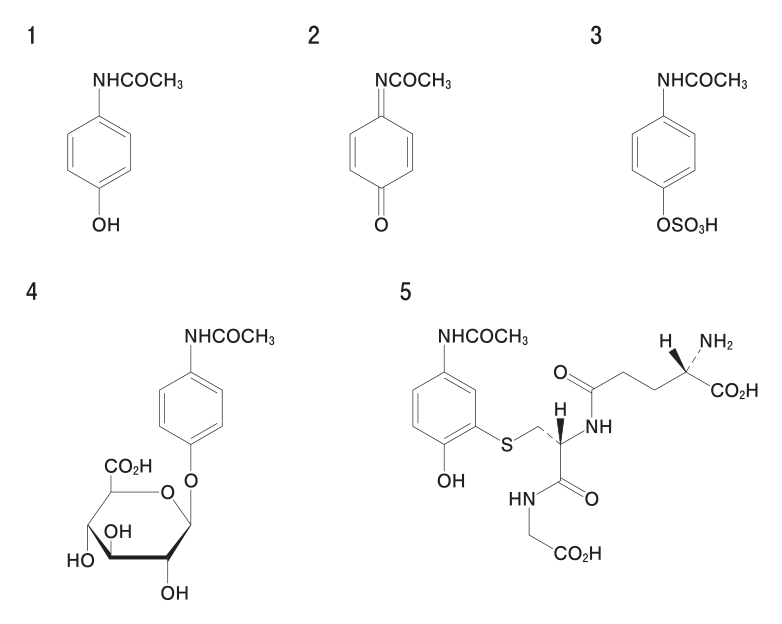 1 2 3
NHCOCH₃ NCOCH₃ NHCOCH₃
OH O OSO₃H
4 5
NHCOCH₃ NHCOCH₃ H NH₂
O CO₂H
H
NH
S
CO₂H O OH
O HN O
OH
HO CO₂H
OH